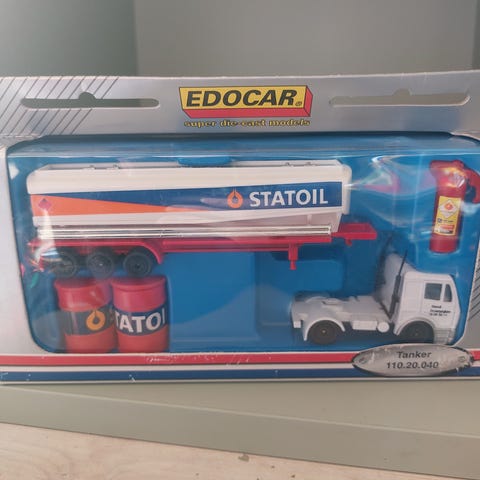 EDOCAR®
super die-cast models
STATOIL
TATOIL
Tanker
110.20.040